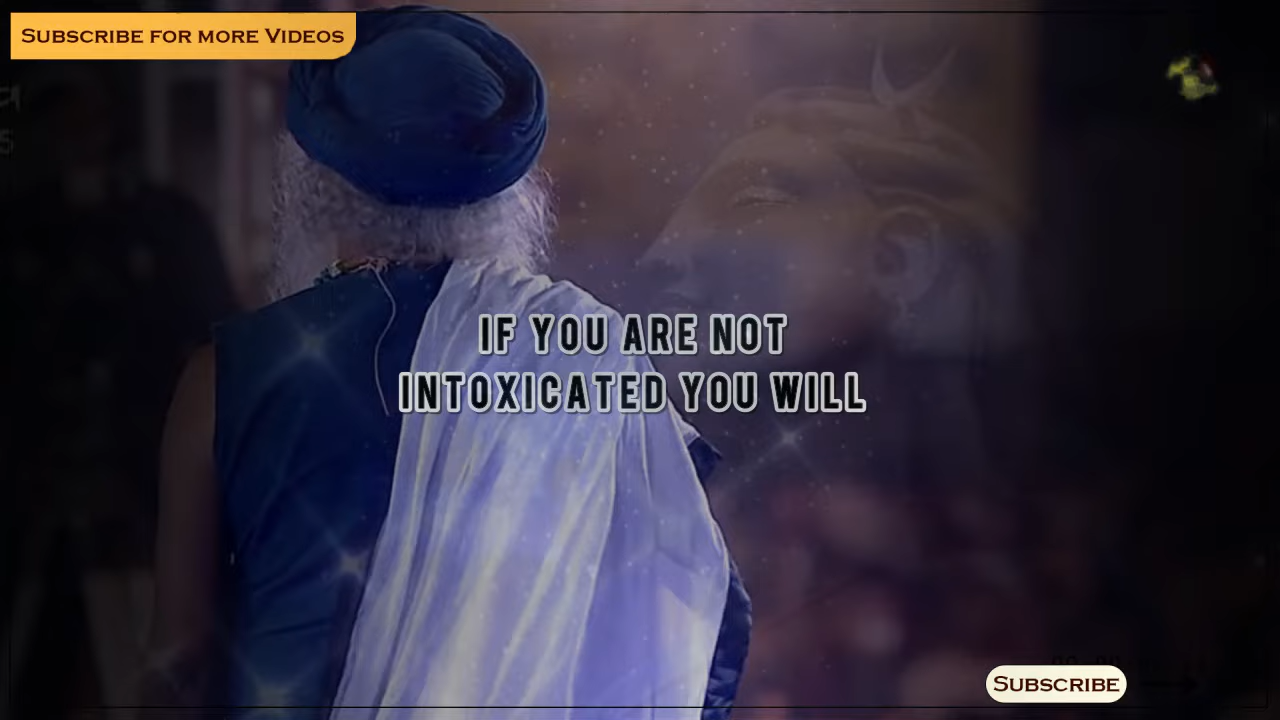 Subscribe for more Videos
IF YOU ARE NOT
INTOXICATED YOU WILL
Subscribe